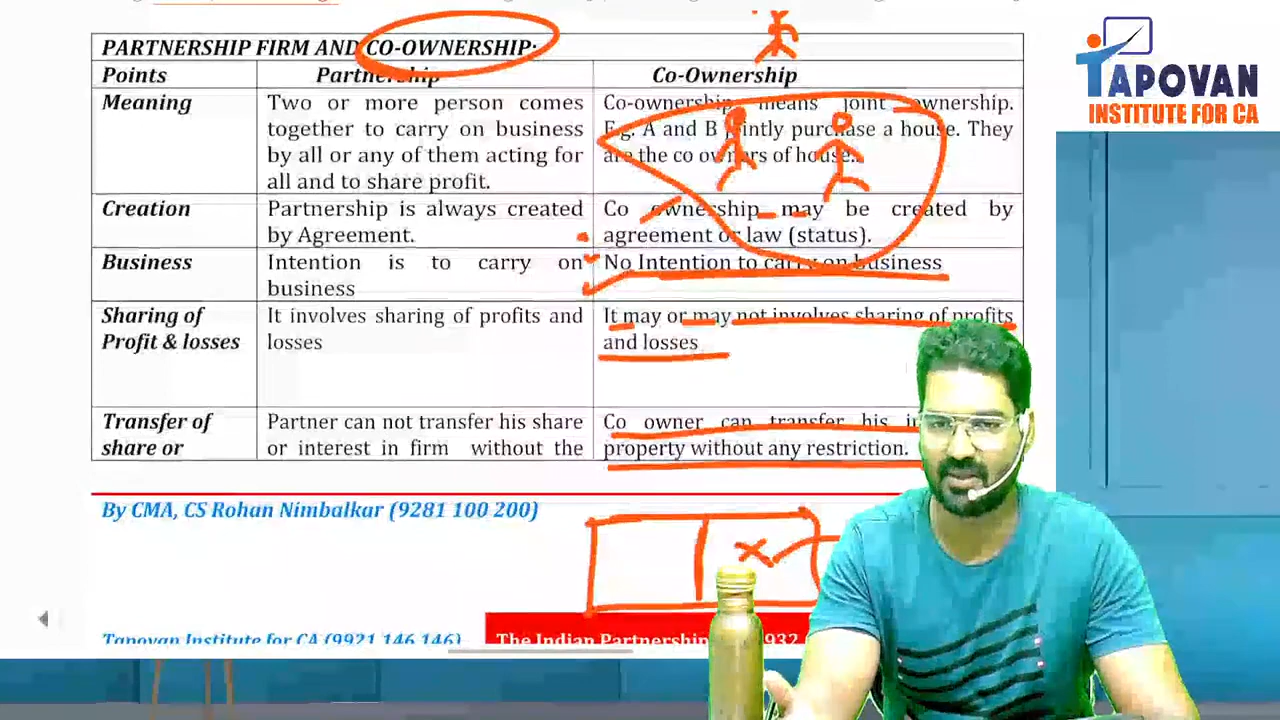 PARTNERSHIP FIRM AND CO-OWNERSHIP
Points Partnership Co-Ownership
Meaning
Two or more person comes
together to carry on business
by all or any of them acting for
all and to share profit.
Co-ownership means joint ownership.
E.g. A and B jointly purchase a house. They
are the co owners of house.
Creation
Partnership is always created
by Agreement.
Co ownership may be created by
agreement or law (status).
Business
Intention is to carry on
business
No Intention to carry on business
Sharing of
Profit & losses
It involves sharing of profits and
losses
It may or may not involves sharing of profits
and losses
Transfer of
share or
Partner can not transfer his share
or interest in firm without the
Co owner can transfer his
property without any restriction.
By CMA, CS Rohan Nimbalkar (9281 100 200)
Tapovan Institute for CA (9921 146 146)
The Indian Partnership 1932
TAPOVAN
INSTITUTE FOR CA